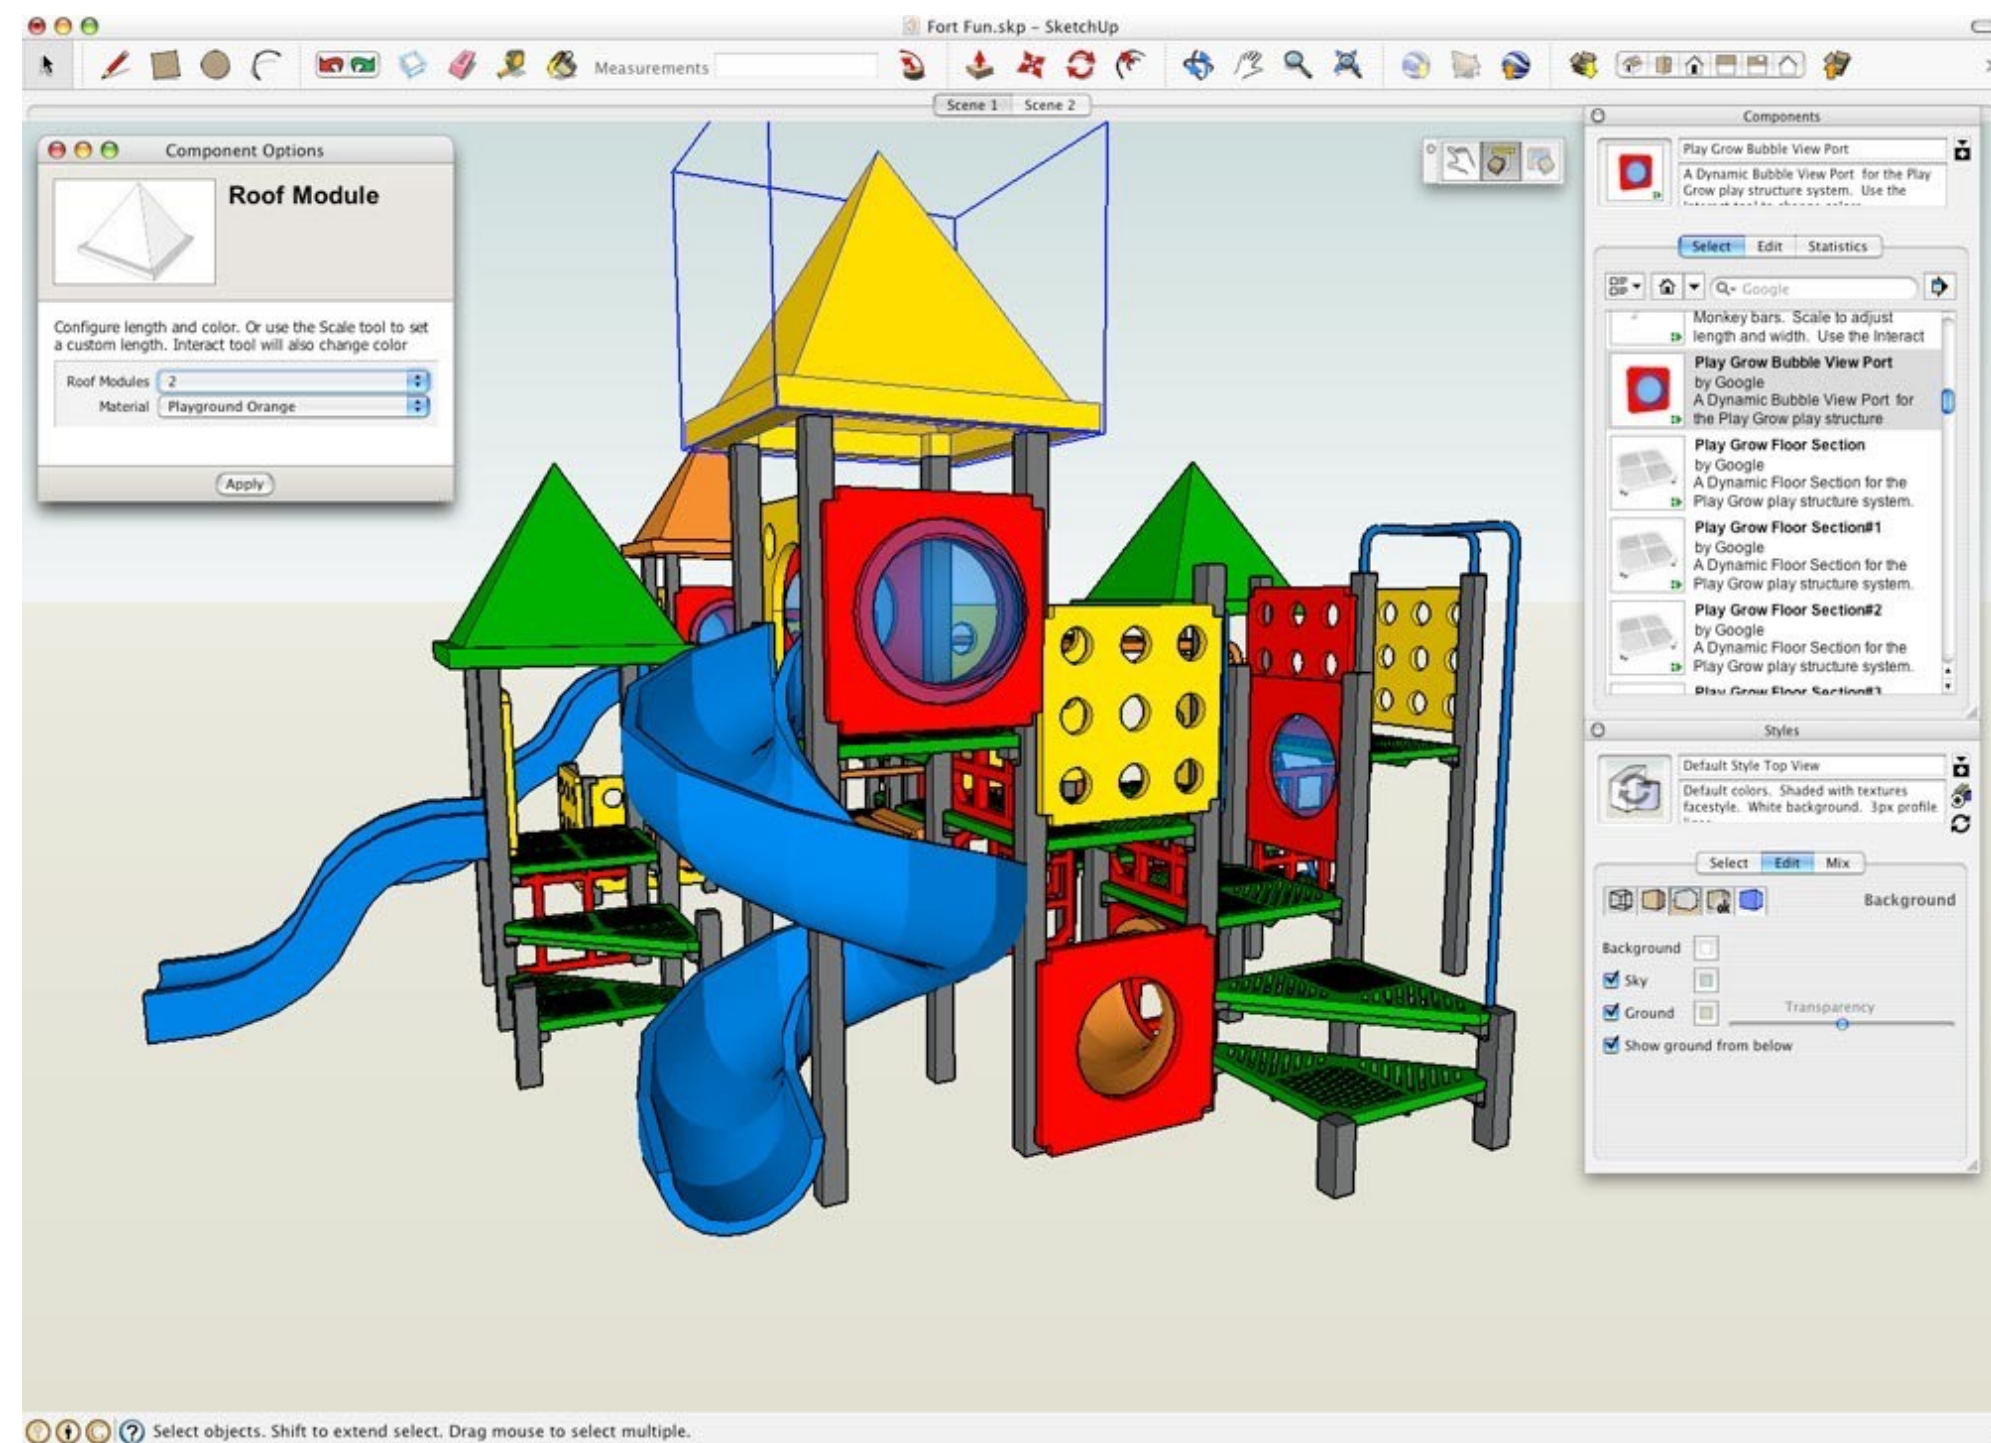 Fort Fun.skp – SketchUp
Measurements
Scene 1 Scene 2
Component Options
Roof Module
Configure length and color. Or use the Scale tool to set
a custom length. Interact tool will also change color
Roof Modules 2
Material Playground Orange
Apply
Components
Play Grow Bubble View Port
A Dynamic Bubble View Port for the Play
Grow play structure system. Use the
Select Edit Statistics
Google
Monkey bars. Scale to adjust
length and width. Use the Interact
Play Grow Bubble View Port
by Google
A Dynamic Bubble View Port for
the Play Grow play structure
Play Grow Floor Section
by Google
A Dynamic Floor Section for the
Play Grow play structure system.
Play Grow Floor Section#1
by Google
A Dynamic Floor Section for the
Play Grow play structure system.
Play Grow Floor Section#2
by Google
A Dynamic Floor Section for the
Play Grow play structure system.
Play Grow Floor Section#3
Styles
Default Style Top View
Default colors. Shaded with textures
facestyle. White background. 3px profile
Select Edit Mix
Background
Background
Sky
Ground
Transparency
Show ground from below
Select objects. Shift to extend select. Drag mouse to select multiple.